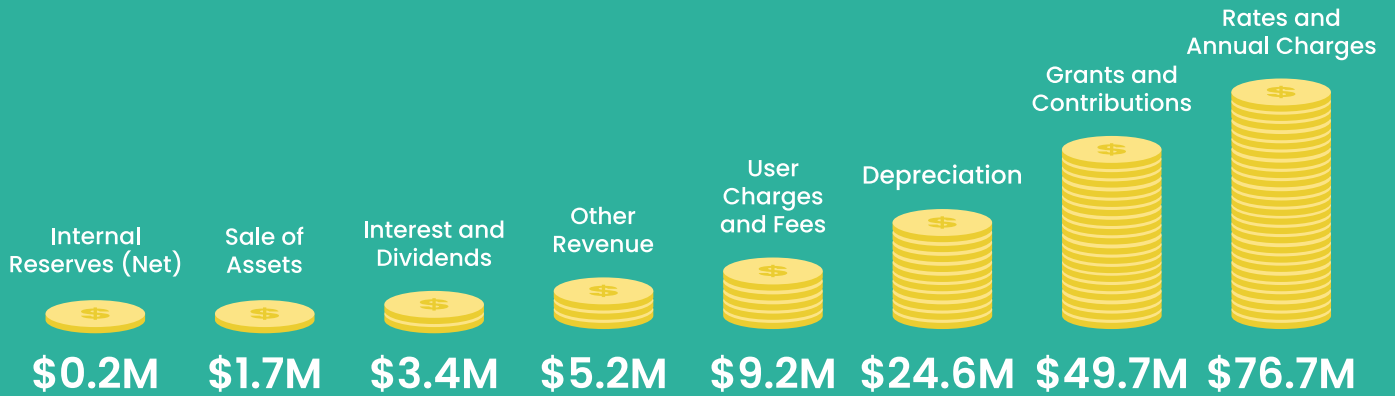 Internal
Reserves (Net)
$0.2M
Sale of
Assets
$1.7M
Interest and
Dividends
$3.4M
Other
Revenue
$5.2M
User
Charges
and Fees
$9.2M
Depreciation
$24.6M
Grants and
Contributions
$49.7M
Rates and
Annual Charges
$76.7M